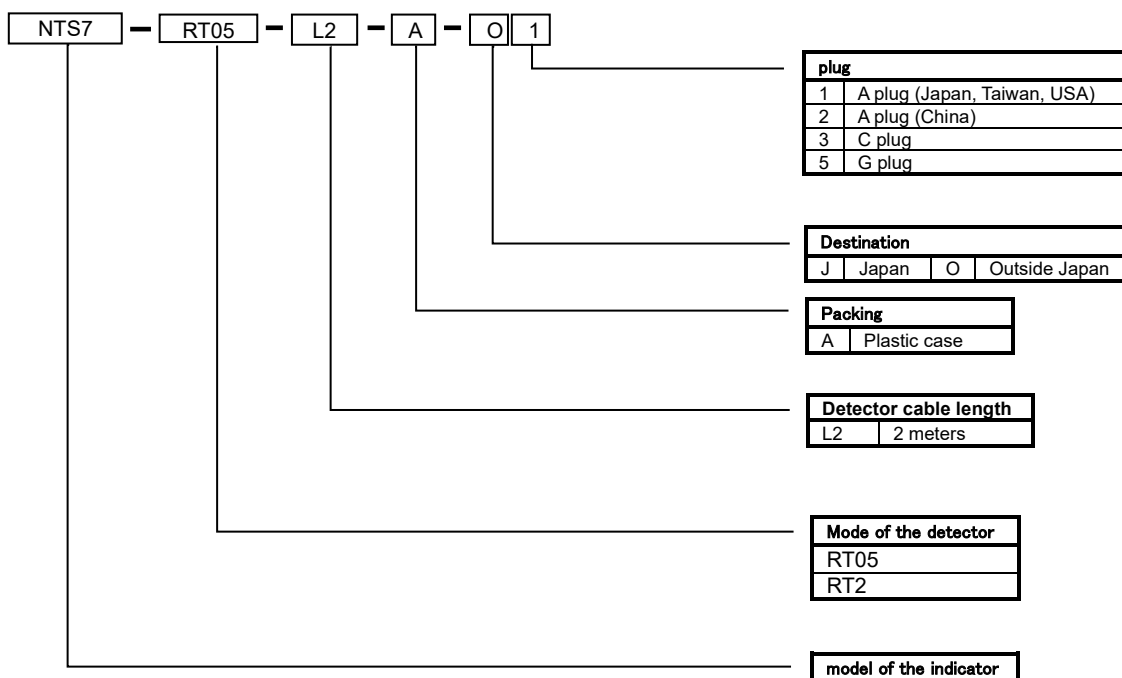 NTS7 – RT05 – L2 – A – O 1
plug
1 A plug (Japan, Taiwan, USA)
2 A plug (China)
3 C plug
5 G plug
Destination
J Japan O Outside Japan
Packing
A Plastic case
Detector cable length
L2 2 meters
Mode of the detector
RT05
RT2
model of the indicator